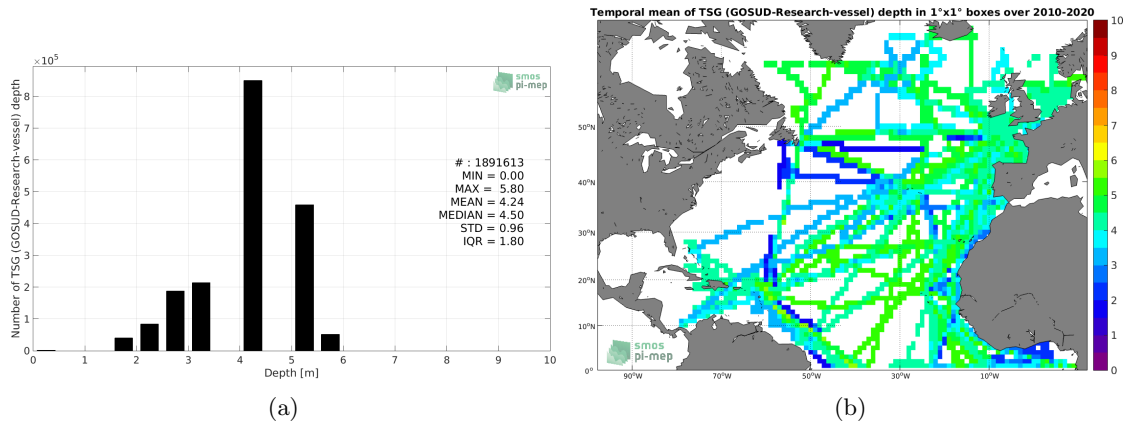 ×10⁵
8
7
6
5
4
3
2
1
0
Number of TSG (GOSUD-Research-vessel) depth
smos
pi-mep
# : 1891613
MIN = 0.00
MAX = 5.80
MEAN = 4.24
MEDIAN = 4.50
STD = 0.96
IQR = 1.80
0 1 2 3 4 5 6 7 8 9 10
Depth [m]
(a)
Temporal mean of TSG (GOSUD-Research-vessel) depth in 1°x1° boxes over 2010-2020
50°N
40°N
30°N
20°N
10°N
0°
90°W 70°W 50°W 30°W 10°W
smos
pi-mep
10
9
8
7
6
5
4
3
2
1
0
(b)